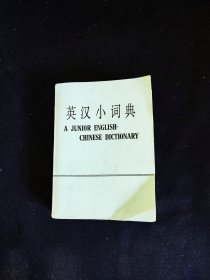 英汉小词典
A JUNIOR ENGLISH-
CHINESE DICTIONARY